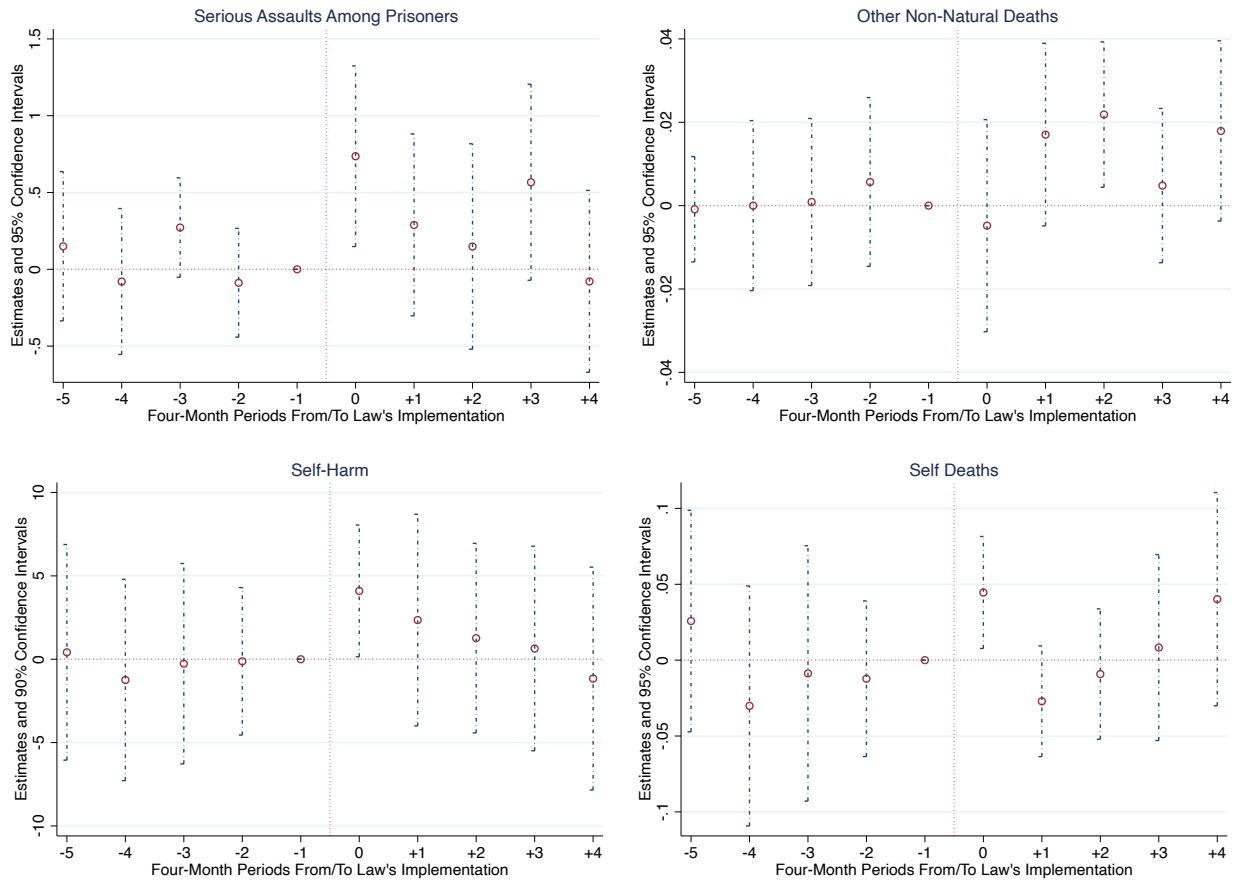 Serious Assaults Among Prisoners
Estimates and 95% Confidence Intervals
1.5
1
.5
0
-.5
-5 -4 -3 -2 -1 0 +1 +2 +3 +4
Four-Month Periods From/To Law's Implementation
Other Non-Natural Deaths
Estimates and 95% Confidence Intervals
.04
.02
0
-.02
-.04
-5 -4 -3 -2 -1 0 +1 +2 +3 +4
Four-Month Periods From/To Law's Implementation
Self-Harm
Estimates and 90% Confidence Intervals
10
5
0
-5
-10
-5 -4 -3 -2 -1 0 +1 +2 +3 +4
Four-Month Periods From/To Law's Implementation
Self Deaths
Estimates and 95% Confidence Intervals
.1
.05
0
-.05
-.1
-5 -4 -3 -2 -1 0 +1 +2 +3 +4
Four-Month Periods From/To Law's Implementation